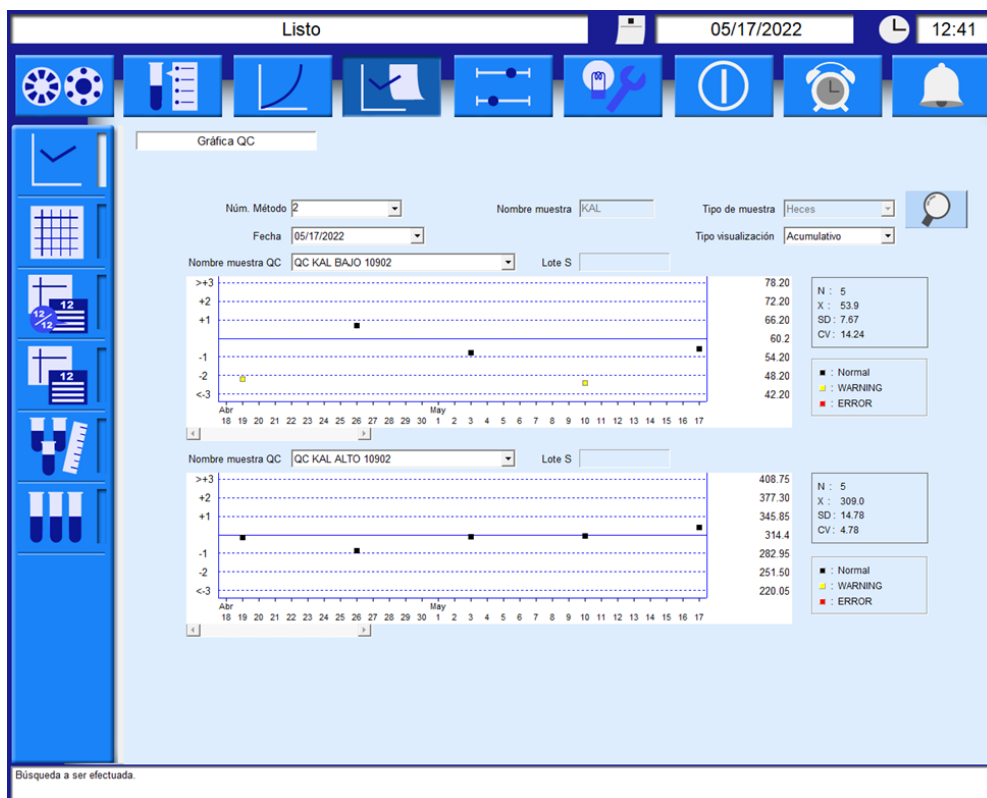 Listo 05/17/2022 12:41
Gráfica QC
Núm. Método 2 Nombre muestra KAL Tipo de muestra Heces
Fecha 05/17/2022 Tipo visualización Acumulativo
Nombre muestra QC QC KAL BAJO 10902 Lote S
>+3 78.20
+2 72.20
+1 66.20
60.2
-1 54.20
-2 48.20
<-3 42.20
N : 5
X : 53.9
SD : 7.67
CV : 14.24
: Normal
: WARNING
: ERROR
Abr May
18 19 20 21 22 23 24 25 26 27 28 29 30 1 2 3 4 5 6 7 8 9 10 11 12 13 14 15 16 17
Nombre muestra QC QC KAL ALTO 10902 Lote S
>+3 408.75
+2 377.30
+1 345.85
314.4
-1 282.95
-2 251.50
<-3 220.05
N : 5
X : 309.0
SD : 14.78
CV : 4.78
: Normal
: WARNING
: ERROR
Abr May
18 19 20 21 22 23 24 25 26 27 28 29 30 1 2 3 4 5 6 7 8 9 10 11 12 13 14 15 16 17
12
12/12
12
Búsqueda a ser efectuada.